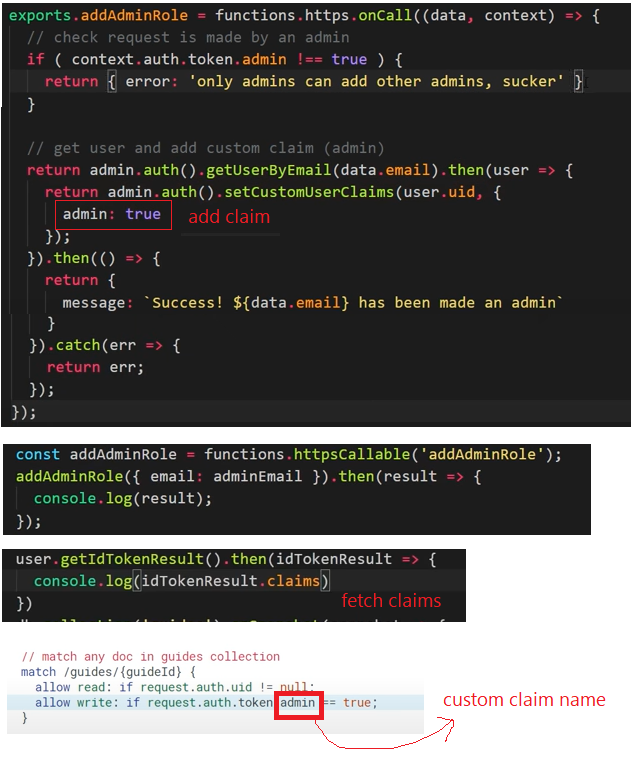 exports.addAdminRole = functions.https.onCall((data, context) => {
// check request is made by an admin
if ( context.auth.token.admin !== true ) {
return { error: 'only admins can add other admins, sucker' }
}
// get user and add custom claim (admin)
return admin.auth().getUserByEmail(data.email).then(user => {
return admin.auth().setCustomUserClaims(user.uid, {
admin: true add claim
});
}).then(() => {
return {
message: `Success! ${data.email} has been made an admin`
}
}).catch(err => {
return err;
});
});
const addAdminRole = functions.httpsCallable('addAdminRole');
addAdminRole({ email: adminEmail }).then(result => {
console.log(result);
});
user.getIdTokenResult().then(idTokenResult => {
console.log(idTokenResult.claims)
})
fetch claims
// match any doc in guides collection
match /guides/{guideId} {
allow read: if request.auth.uid != null;
allow write: if request.auth.token admin == true;
custom claim name
}